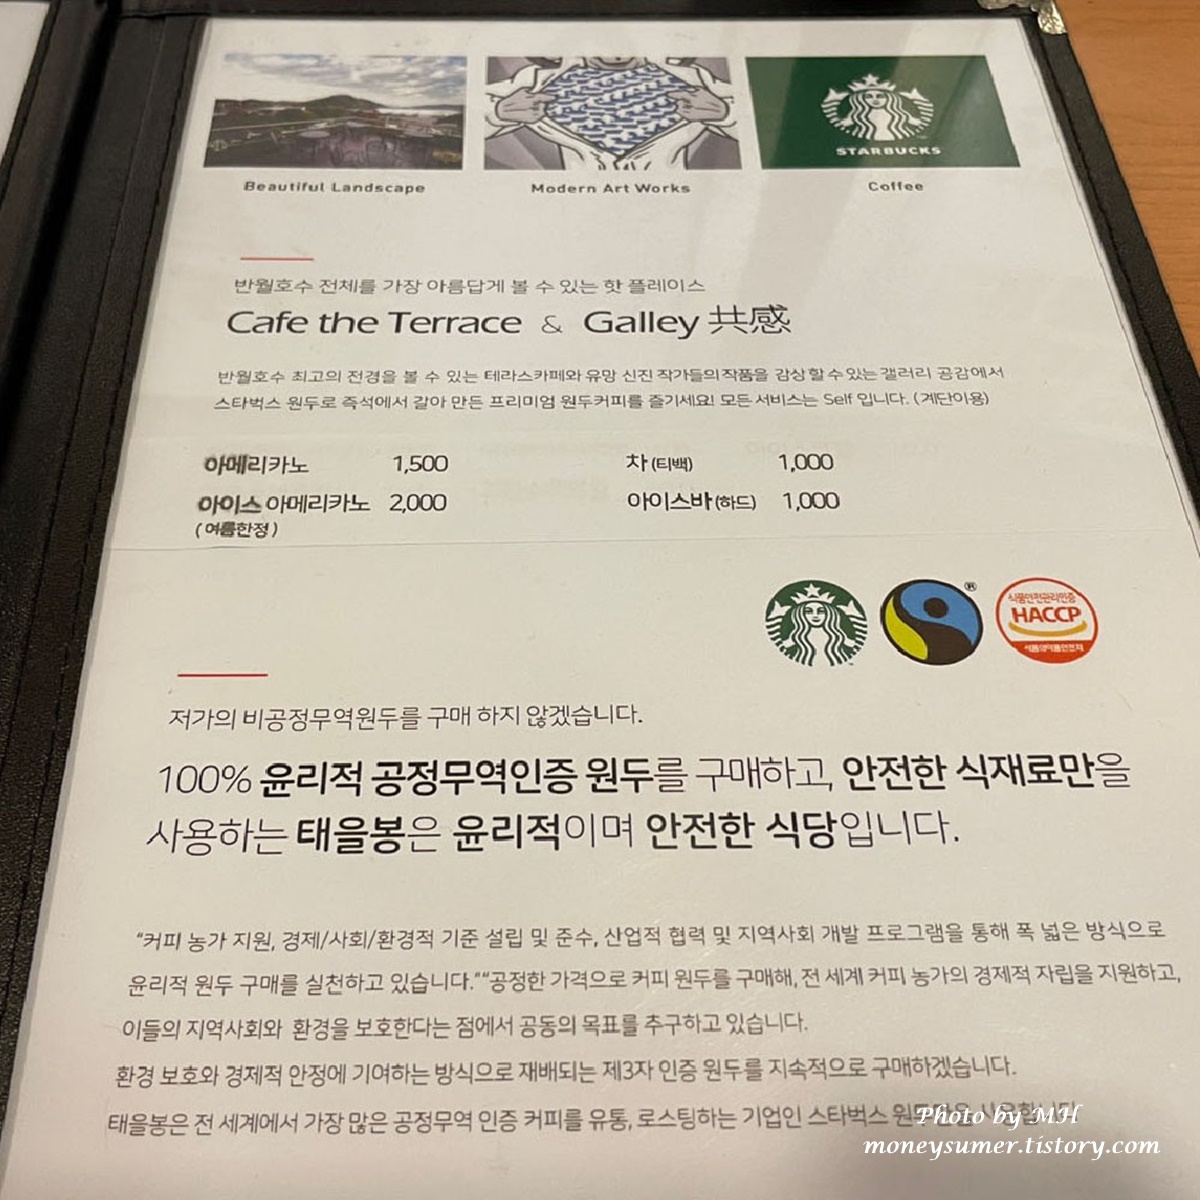 STARBUCKS
Beautiful Landscape
Modern Art Works
Coffee
반월호수 전체를 가장 아름답게 볼 수 있는 핫 플레이스
Cafe the Terrace & Galley 共感
반월호수 최고의 전경을 볼 수 있는 테라스카페와 유망 신진 작가들의 작품을 감상할 수 있는 갤러리 공감에서
스타벅스 원두로 즉석에서 갈아 만든 프리미엄 원두커피를 즐기세요! 모든 서비스는 Self 입니다. (계단이용)
아메리카노 1,500 차 (티백) 1,000
아이스 아메리카노 2,000 아이스바 (하드) 1,000
(여름한정)
®
식품안전관리인증
HACCP
식품의약품안전처
저가의 비공정무역원두를 구매 하지 않겠습니다.
100% 윤리적 공정무역인증 원두를 구매하고, 안전한 식재료만을
사용하는 태을봉은 윤리적이며 안전한 식당입니다.
"커피 농가 지원, 경제/사회/환경적 기준 설립 및 준수, 산업적 협력 및 지역사회 개발 프로그램을 통해 폭 넓은 방식으로
윤리적 원두 구매를 실천하고 있습니다.""공정한 가격으로 커피 원두를 구매해, 전 세계 커피 농가의 경제적 자립을 지원하고,
이들의 지역사회와 환경을 보호한다는 점에서 공동의 목표를 추구하고 있습니다.
환경 보호와 경제적 안정에 기여하는 방식으로 재배되는 제3자 인증 원두를 지속적으로 구매하겠습니다.
태을봉은 전 세계에서 가장 많은 공정무역 인증 커피를 유통, 로스팅하는 기업인 스타벅스 원두만을 사용합니다.
Photo by MH
moneysumer.tistory.com